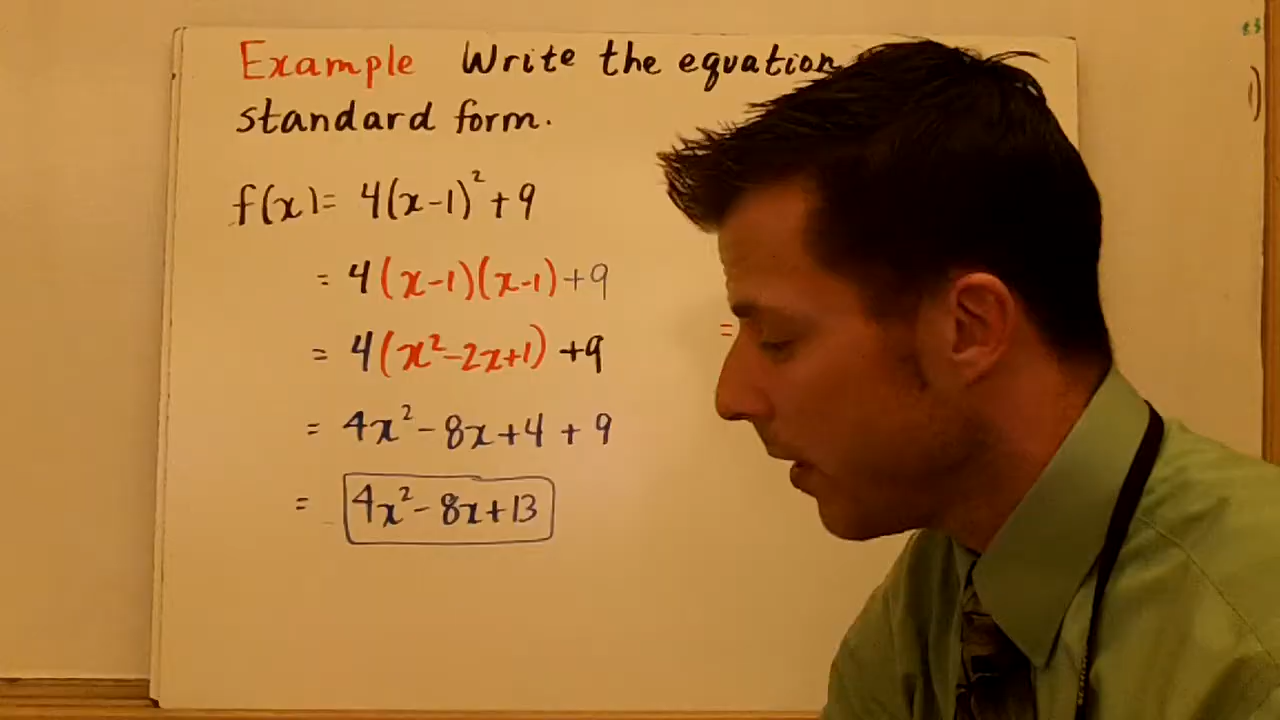 Example Write the equation
standard form.
f(x)= 4(x-1)²+9
= 4(x-1)(x-1)+9
= 4(x²-2x+1)+9
=
= 4x²-8x+4+9
= 4x²-8x+13